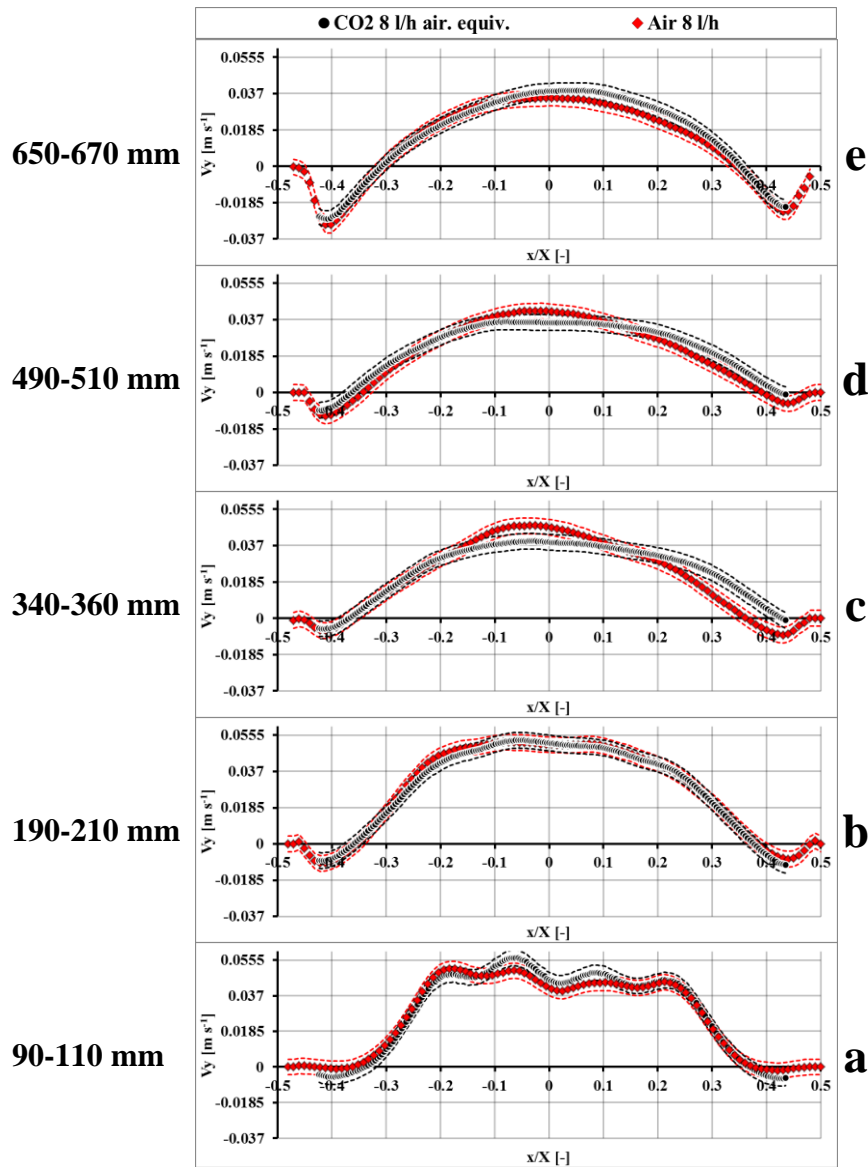 CO2 8 l/h air. equiv. Air 8 l/h
650-670 mm
Vy [m s⁻¹]
0.0555
0.037
0.0185
0
-0.0185
-0.037
-0.5 -0.4 -0.3 -0.2 -0.1 0 0.1 0.2 0.3 0.4 0.5
x/X [-]
e
490-510 mm
Vy [m s⁻¹]
0.0555
0.037
0.0185
0
-0.0185
-0.037
-0.5 -0.4 -0.3 -0.2 -0.1 0 0.1 0.2 0.3 0.4 0.5
x/X [-]
d
340-360 mm
Vy [m s⁻¹]
0.0555
0.037
0.0185
0
-0.0185
-0.037
-0.5 -0.4 -0.3 -0.2 -0.1 0 0.1 0.2 0.3 0.4 0.5
x/X [-]
c
190-210 mm
Vy [m s⁻¹]
0.0555
0.037
0.0185
0
-0.0185
-0.037
-0.5 -0.4 -0.3 -0.2 -0.1 0 0.1 0.2 0.3 0.4 0.5
x/X [-]
b
90-110 mm
Vy [m s⁻¹]
0.0555
0.037
0.0185
0
-0.0185
-0.037
-0.5 -0.4 -0.3 -0.2 -0.1 0 0.1 0.2 0.3 0.4 0.5
x/X [-]
a